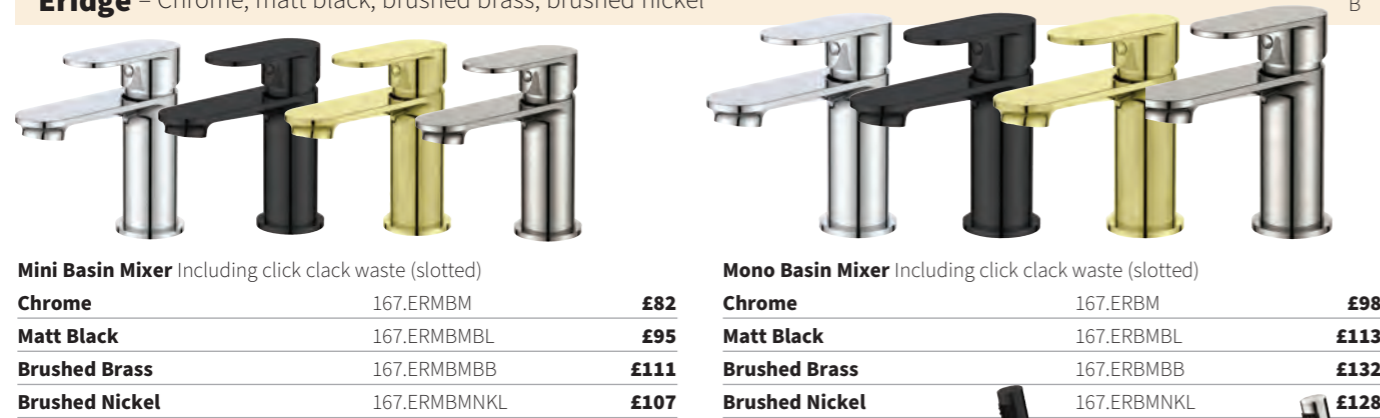 Eridge – Chrome, matt black, brushed brass, brushed nickel
B
Mini Basin Mixer Including click clack waste (slotted)
Chrome 167.ERMBM £82
Matt Black 167.ERMBMBL £95
Brushed Brass 167.ERMBMBB £111
Brushed Nickel 167.ERMBMNKL £107
Mono Basin Mixer Including click clack waste (slotted)
Chrome 167.ERBM £98
Matt Black 167.ERBMBL £113
Brushed Brass 167.ERBMBB £132
Brushed Nickel 167.ERBMNKL £128